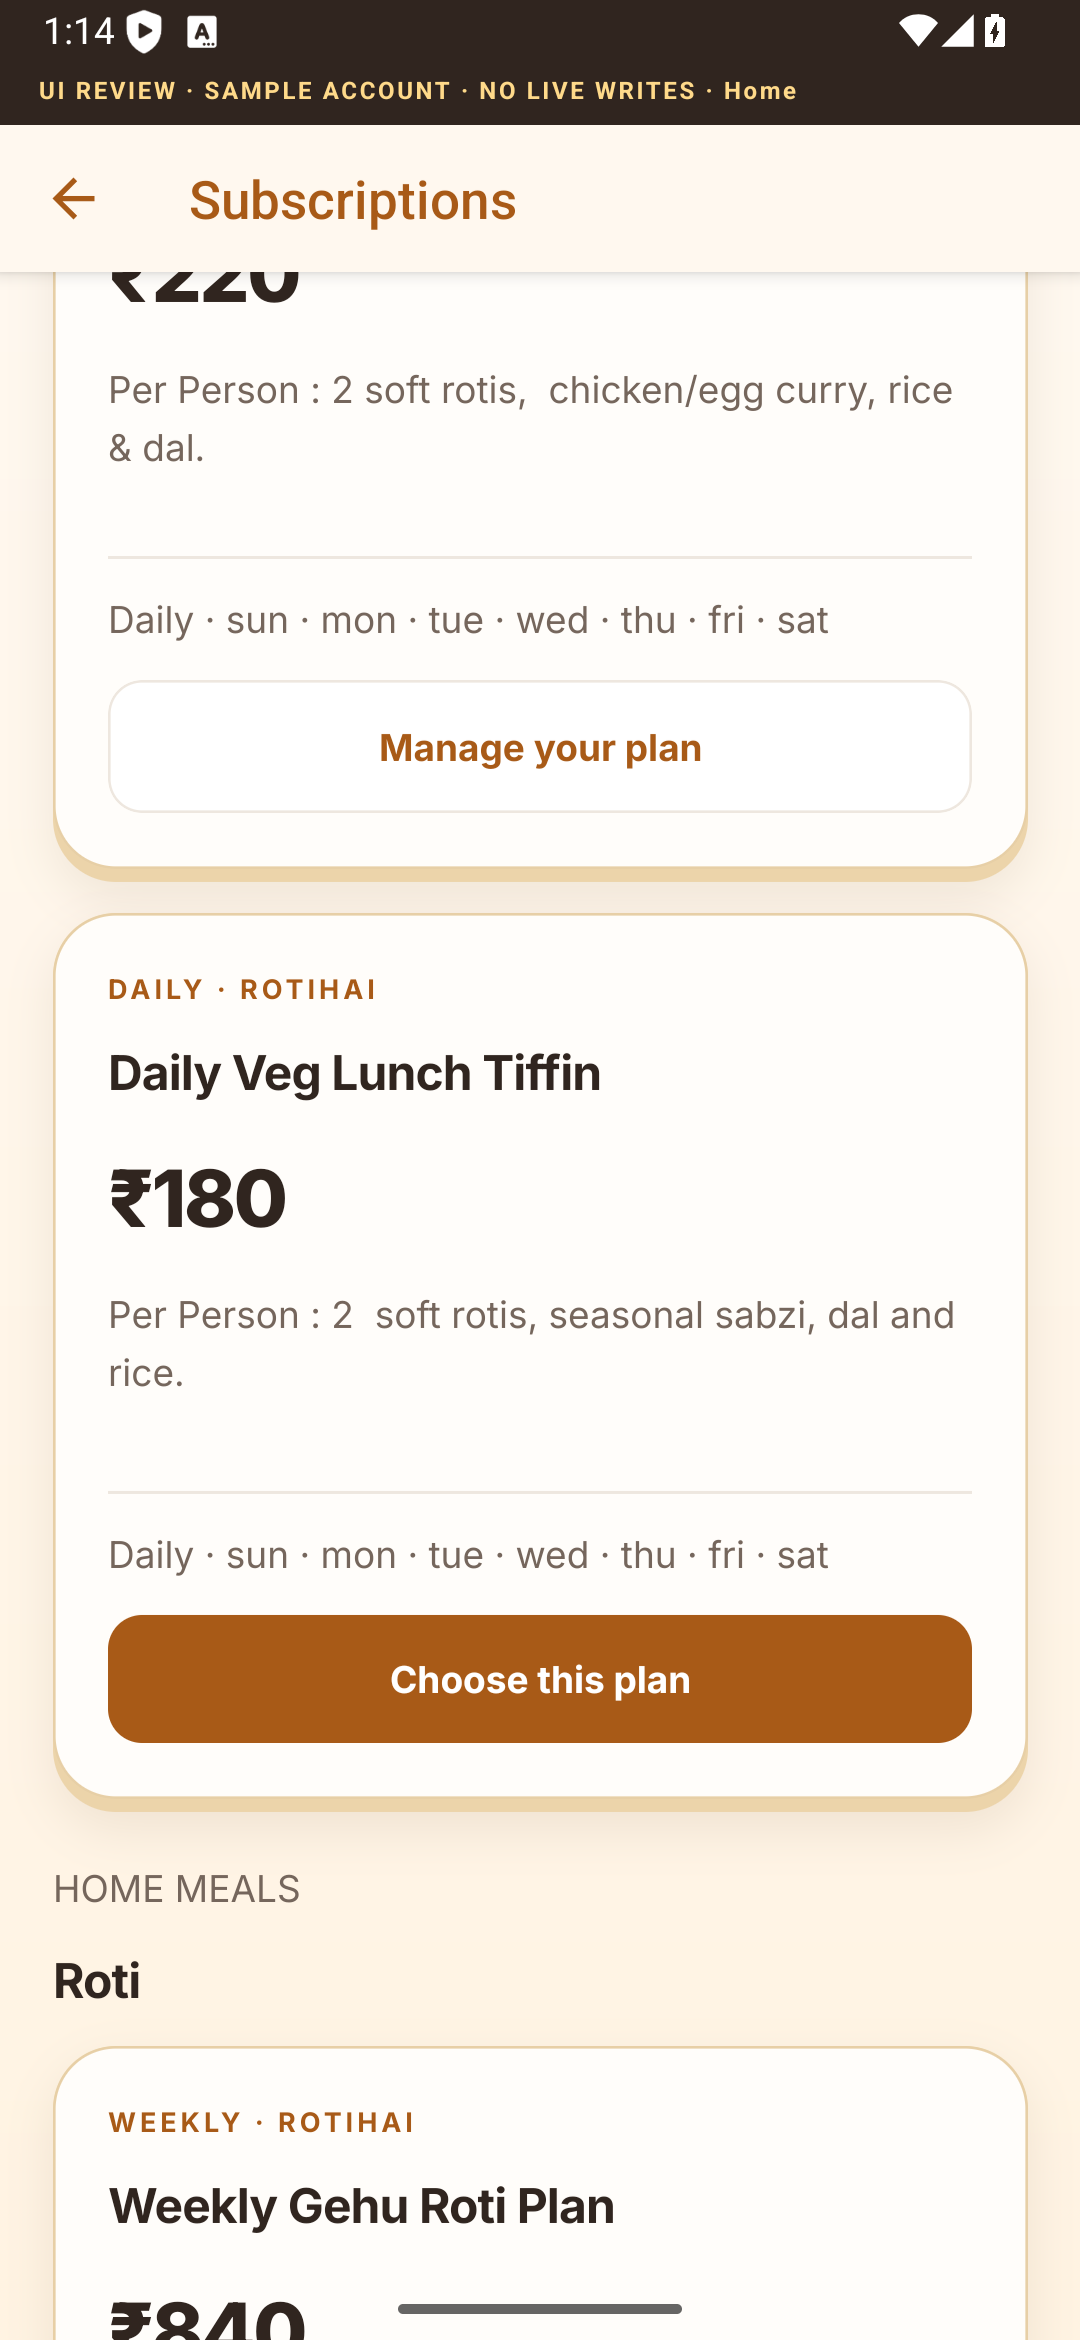 1:14
UI REVIEW · SAMPLE ACCOUNT · NO LIVE WRITES · Home
Subscriptions
₹220
Per Person : 2 soft rotis,  chicken/egg curry, rice
& dal.
Daily · sun · mon · tue · wed · thu · fri · sat
Manage your plan
DAILY · ROTIHAI
Daily Veg Lunch Tiffin
₹180
Per Person : 2  soft rotis, seasonal sabzi, dal and
rice.
Daily · sun · mon · tue · wed · thu · fri · sat
Choose this plan
HOME MEALS
Roti
WEEKLY · ROTIHAI
Weekly Gehu Roti Plan
₹840